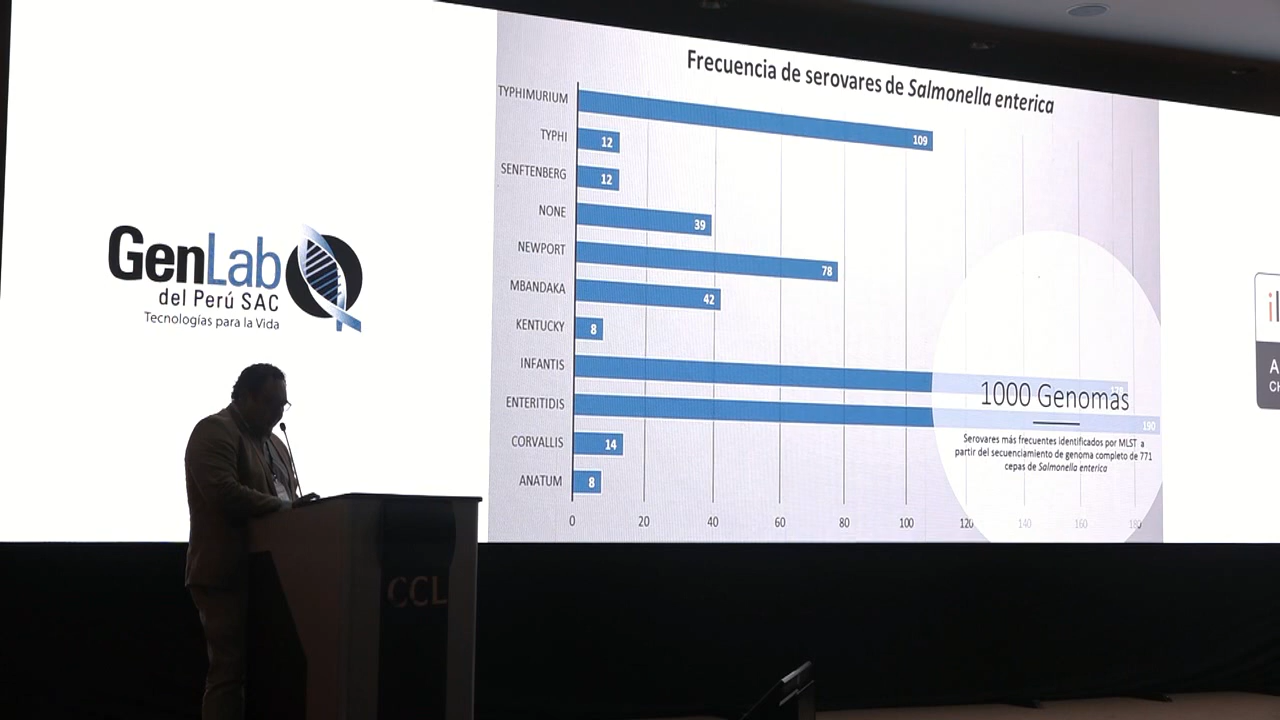 GenLab
del Perú SAC
Tecnologías para la Vida
Frecuencia de serovares de Salmonella enterica
TYPHIMURIUM 109
TYPHI 12
SENFTENBERG 12
NONE 39
NEWPORT 78
MBANDAKA 42
KENTUCKY 8
INFANTIS
ENTERITIDIS 190
CORVALLIS 14
ANATUM 8
0 20 40 60 80 100 120 140 160 180
1000 Genomas
Serovares más frecuentes identificados por MLST a
partir del secuenciamiento de genoma completo de 771
cepas de Salmonella enterica
CCL